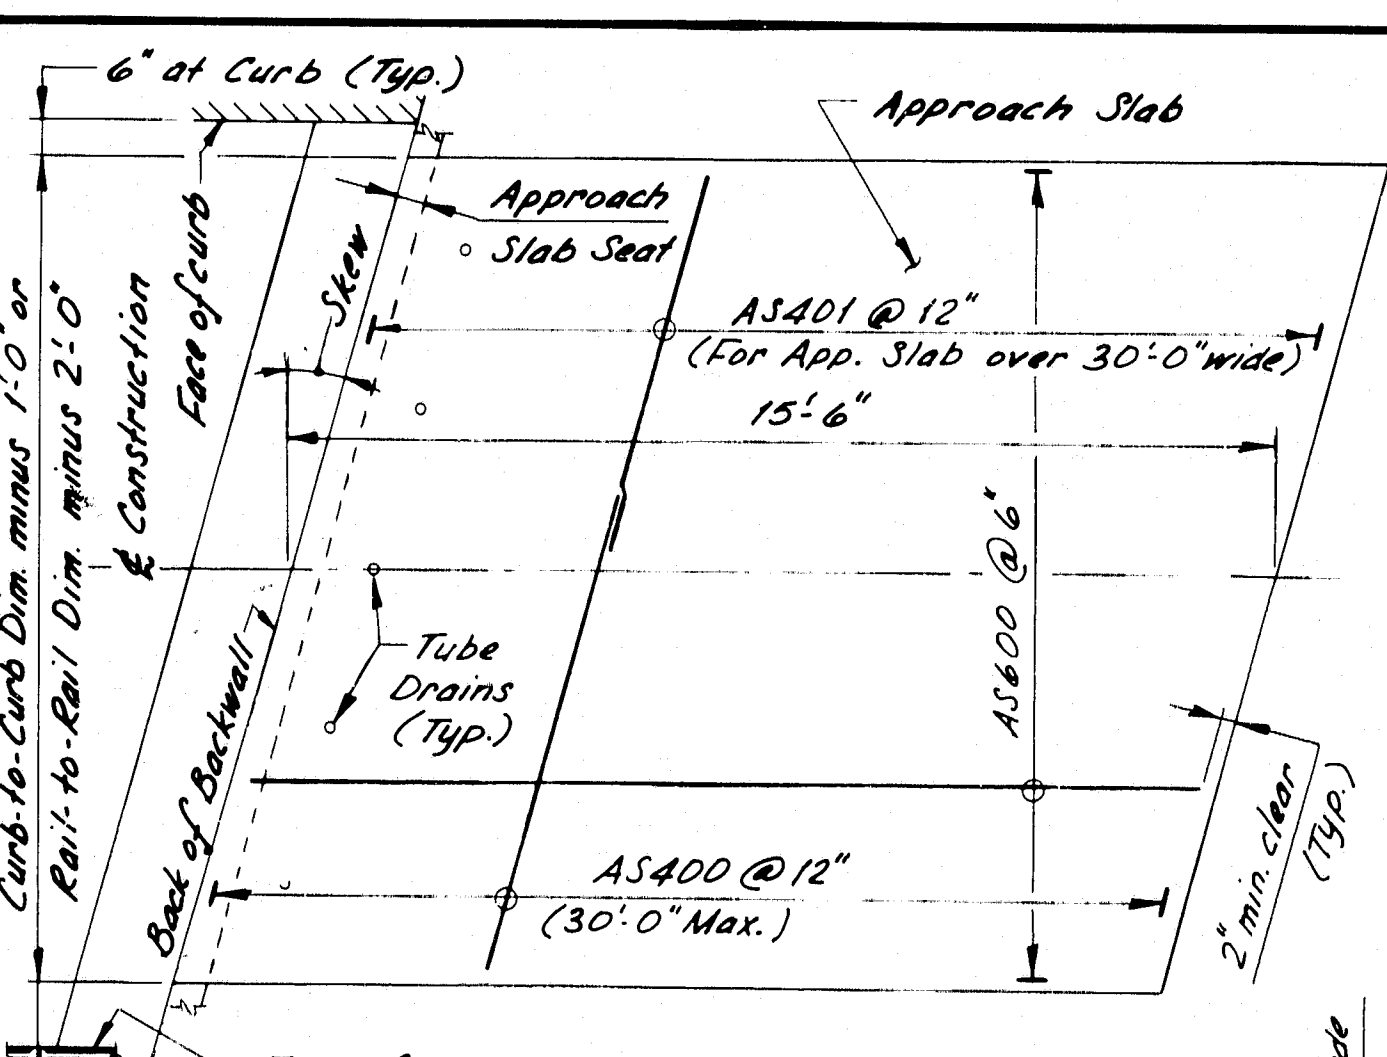 6" at Curb (Typ.)
Approach Slab
Approach
Slab Seat
Skew
Face of curb
℄ Construction
Curb-to-Curb Dim. minus 1'-0" or
Rail-to-Rail Dim. minus 2'-0"
AS401 @ 12"
(For App. Slab over 30'-0" wide)
15'-6"
AS600 @ 6"
Tube
Drains
(Typ.)
Back of Backwall
AS400 @ 12"
(30'-0" Max.)
2" min. clear
(Typ.)